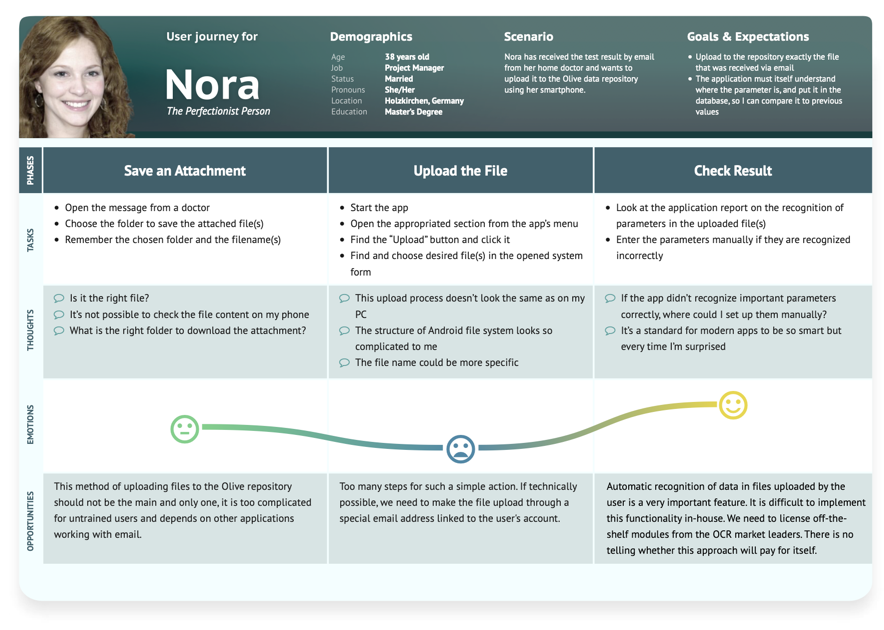 User journey for
Nora
The Perfectionist Person
Demographics
Age 38 years old
Job Project Manager
Status Married
Pronouns She/Her
Location Holzkirchen, Germany
Education Master's Degree
Scenario
Nora has received the test result by email
from her home doctor and wants to
upload it to the Olive data repository
using her smartphone.
Goals & Expectations
• Upload to the repository exactly the file
that was received via email
• The application must itself understand
where the parameter is, and put it in the
database, so I can compare it to previous
values
PHASES
Save an Attachment
Upload the File
Check Result
TASKS
• Open the message from a doctor
• Choose the folder to save the attached file(s)
• Remember the chosen folder and the filename(s)
• Start the app
• Open the appropriated section from the app's menu
• Find the "Upload" button and click it
• Find and choose desired file(s) in the opened system
form
• Look at the application report on the recognition of
parameters in the uploaded file(s)
• Enter the parameters manually if they are recognized
incorrectly
THOUGHTS
Is it the right file?
It's not possible to check the file content on my phone
What is the right folder to download the attachment?
This upload process doesn't look the same as on my
PC
The structure of Android file system looks so
complicated to me
The file name could be more specific
If the app didn't recognize important parameters
correctly, where could I set up them manually?
It's a standard for modern apps to be so smart but
every time I'm surprised
EMOTIONS
OPPORTUNITIES
This method of uploading files to the Olive repository
should not be the main and only one, it is too complicated
for untrained users and depends on other applications
working with email.
Too many steps for such a simple action. If technically
possible, we need to make the file upload through a
special email address linked to the user's account.
Automatic recognition of data in files uploaded by the
user is a very important feature. It is difficult to implement
this functionality in-house. We need to license off-the-
shelf modules from the OCR market leaders. There is no
telling whether this approach will pay for itself.